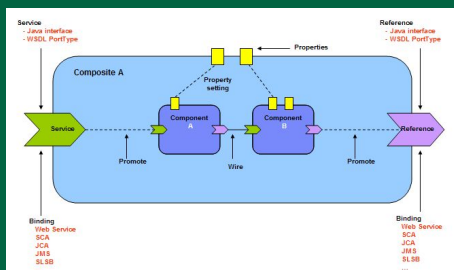 Service
- Java interface
- WSDL PortType
Reference
- Java interface
- WSDL PortType
Properties
Composite A
Property
setting
Service
Component
A
Component
B
Reference
Promote
Wire
Promote
Binding
Web Service
SCA
JCA
JMS
SLSB
Binding
Web Service
SCA
JCA
JMS
SLSB
...